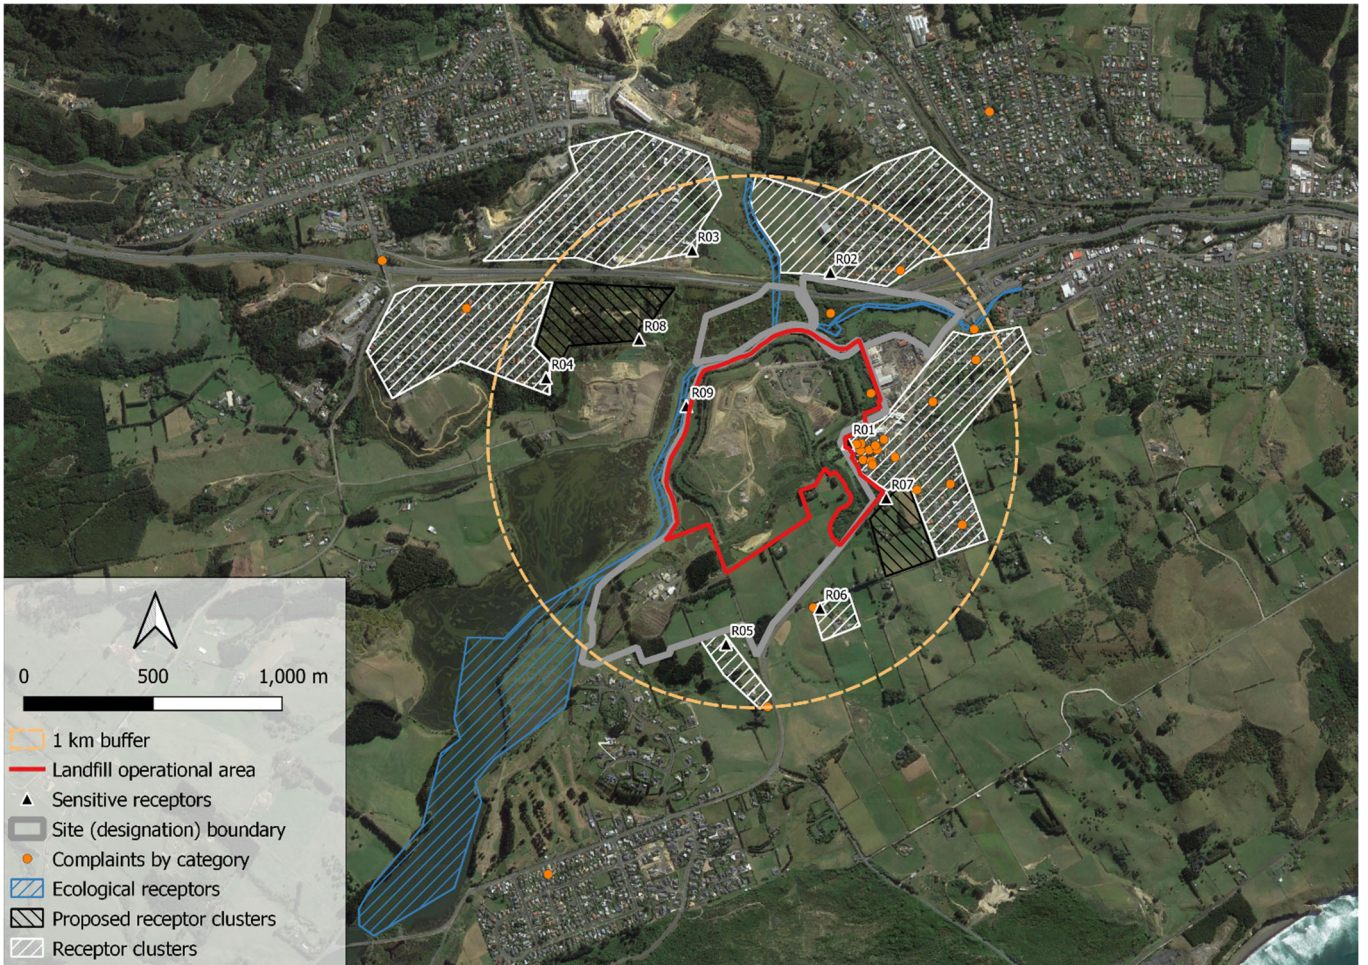 R03
R02
R08
R04
R09
R01
R07
R06
R05
0 500 1,000 m
1 km buffer
Landfill operational area
Sensitive receptors
Site (designation) boundary
Complaints by category
Ecological receptors
Proposed receptor clusters
Receptor clusters